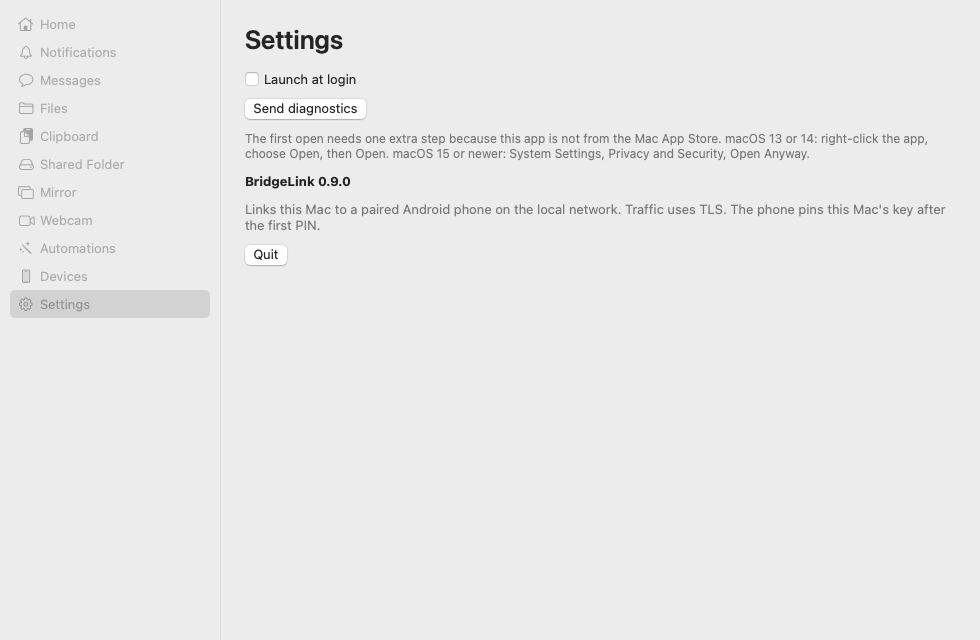 Home
Notifications
Messages
Files
Clipboard
Shared Folder
Mirror
Webcam
Automations
Devices
Settings
Settings
Launch at login
Send diagnostics
The first open needs one extra step because this app is not from the Mac App Store. macOS 13 or 14: right-click the app,
choose Open, then Open. macOS 15 or newer: System Settings, Privacy and Security, Open Anyway.
BridgeLink 0.9.0
Links this Mac to a paired Android phone on the local network. Traffic uses TLS. The phone pins this Mac's key after
the first PIN.
Quit